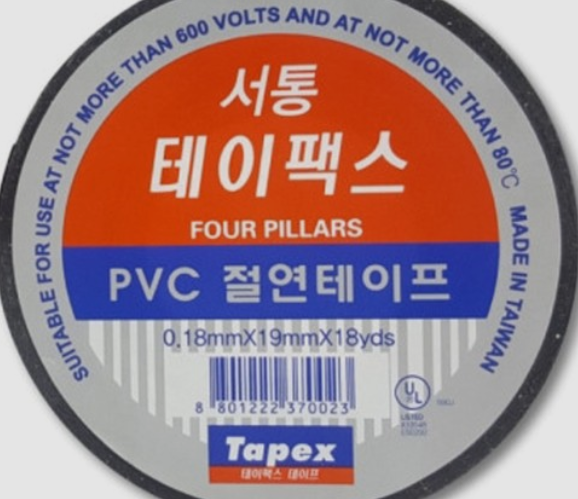 SUITABLE FOR USE AT NOT MORE THAN 600 VOLTS AND AT NOT MORE THAN 80℃ MADE IN TAIWAN
서통
테이팩스
FOUR PILLARS
PVC 절연테이프
0.18mmX19mmX18yds
8 801222 370023
UL
Tapex
테이팩스 테이프